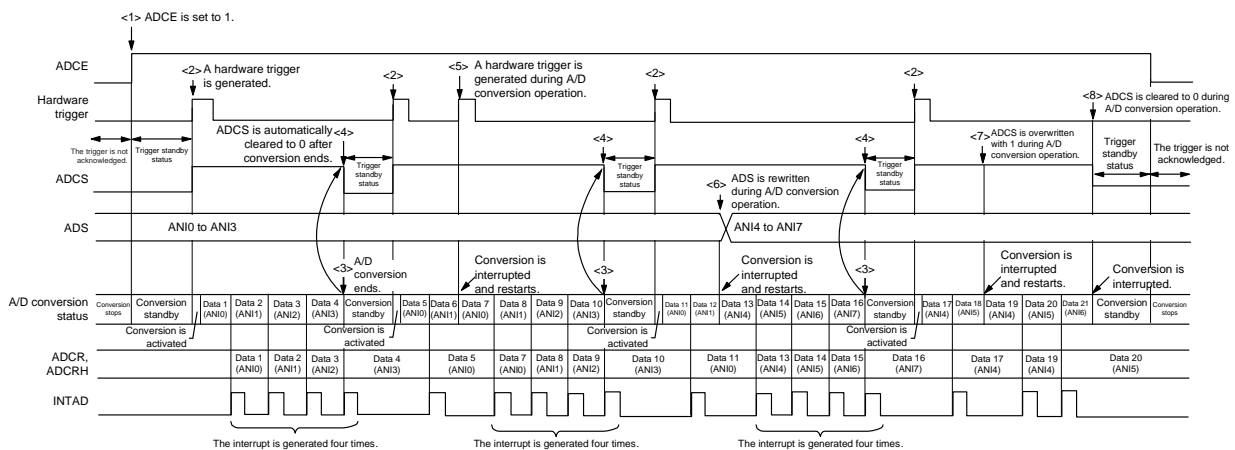 <1> ADCE is set to 1.
ADCE
<2> A hardware trigger
is generated.
<5> A hardware trigger is
generated during A/D
conversion operation.
<2>
<2>
<2>
Hardware
trigger
<8> ADCS is cleared to 0 during
A/D conversion operation.
The trigger is not
acknowledged.
Trigger standby
status
ADCS is automatically
cleared to 0 after
conversion ends.
<4>
Trigger
standby
status
<4>
Trigger
standby
status
<4>
Trigger
standby
status
<7> ADCS is overwritten
with 1 during A/D
conversion operation.
Trigger
standby
status
The trigger is not
acknowledged.
ADCS
ADS is rewritten
during A/D conversion
operation.
<6>
ADS
ANI0 to ANI3
ANI4 to ANI7
<3> A/D
conversion
ends.
Conversion is
interrupted
and restarts.
<3>
Conversion is
interrupted
and restarts.
<3>
Conversion is
interrupted
and restarts.
Conversion is
interrupted.
A/D conversion
status
Conversion
stops
Conversion
standby
Data 1
(ANI0)
Data 2
(ANI1)
Data 3
(ANI2)
Data 4
(ANI3)
Conversion
standby
Data 5
(ANI0)
Data 6
(ANI1)
Data 7
(ANI0)
Data 8
(ANI1)
Data 9
(ANI2)
Data 10
(ANI3)
Conversion
standby
Data 11
(ANI0)
Data 12
(ANI1)
Data 13
(ANI4)
Data 14
(ANI5)
Data 15
(ANI6)
Data 16
(ANI7)
Conversion
standby
Data 17
(ANI4)
Data 18
(ANI5)
Data 19
(ANI4)
Data 20
(ANI5)
Data 21
(ANI6)
Conversion
standby
Conversion
stops
Conversion is
activated
Conversion is
activated
Conversion is
activated
Conversion is
activated
ADCR,
ADCRH
Data 1
(ANI0)
Data 2
(ANI1)
Data 3
(ANI2)
Data 4
(ANI3)
Data 5
(ANI0)
Data 7
(ANI0)
Data 8
(ANI1)
Data 9
(ANI2)
Data 10
(ANI3)
Data 11
(ANI0)
Data 13
(ANI4)
Data 14
(ANI5)
Data 15
(ANI6)
Data 16
(ANI7)
Data 17
(ANI4)
Data 19
(ANI4)
Data 20
(ANI5)
INTAD
The interrupt is generated four times.
The interrupt is generated four times.
The interrupt is generated four times.